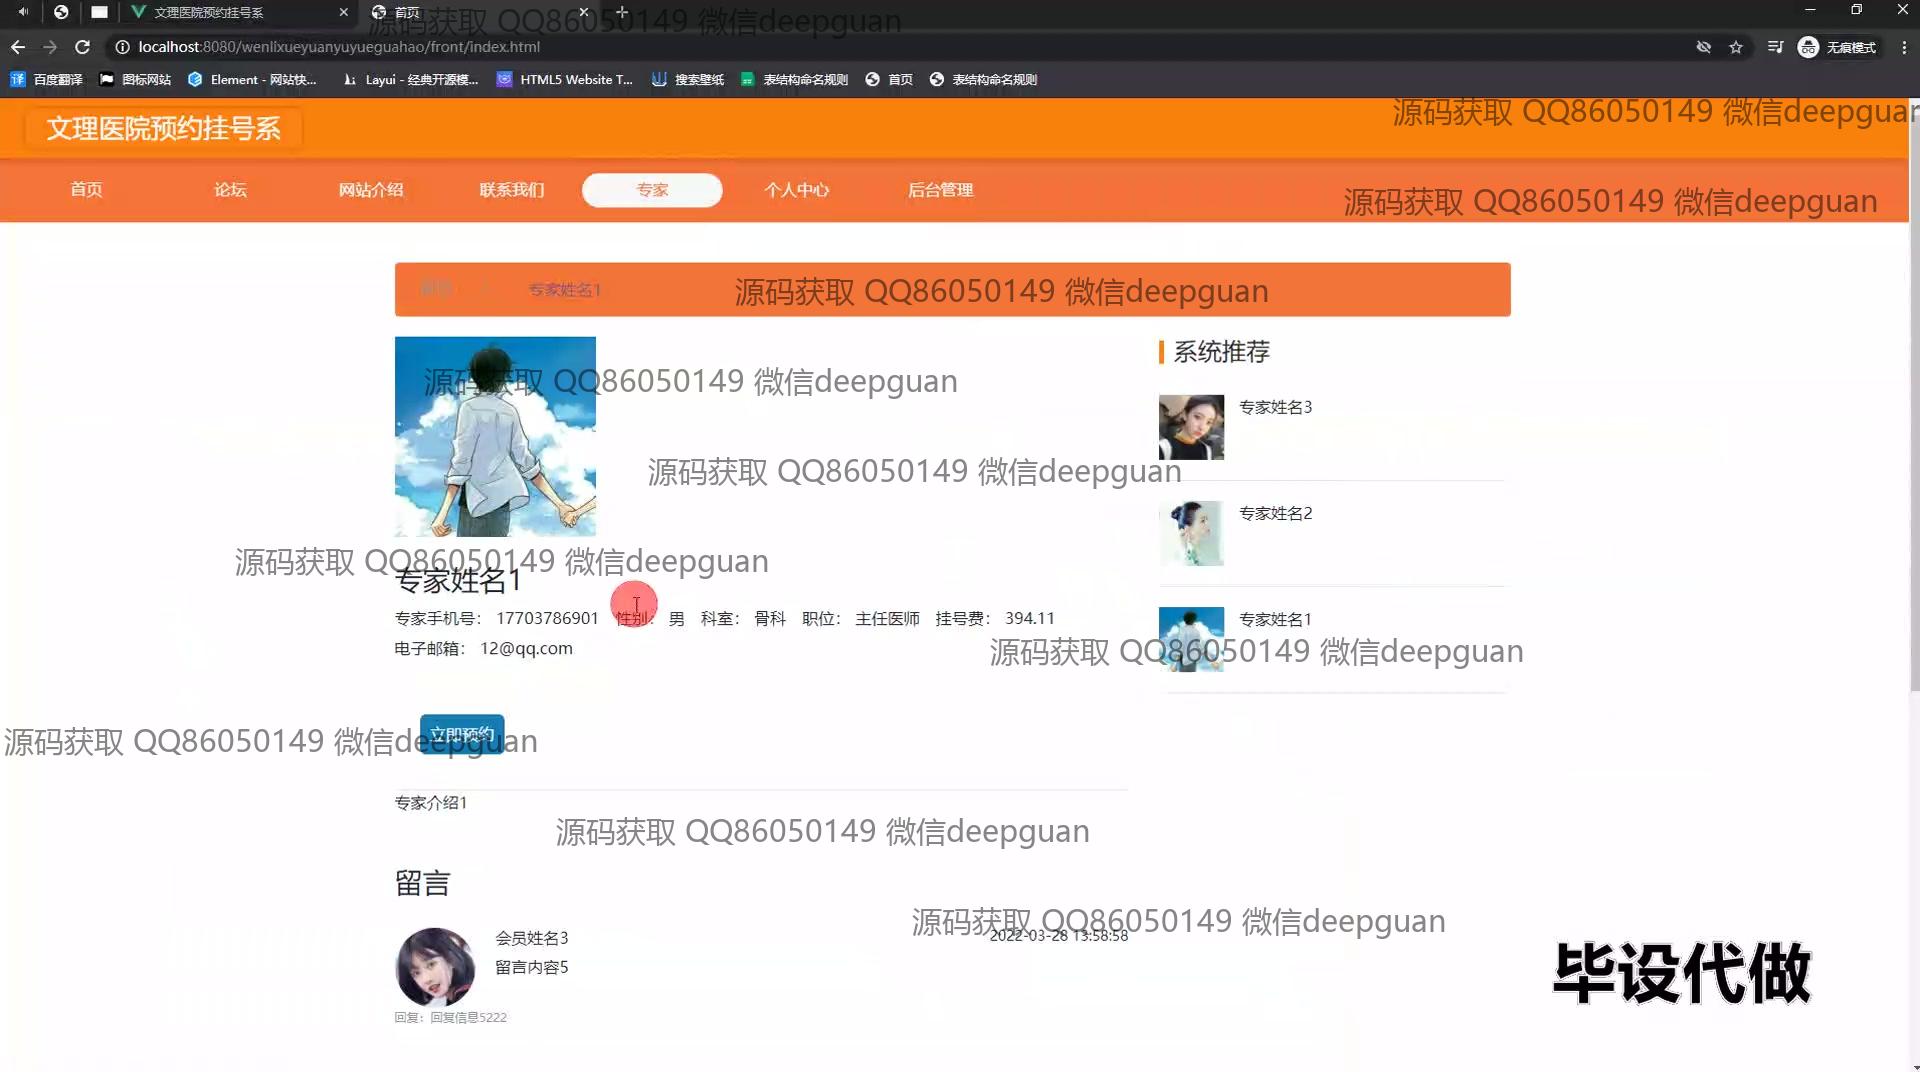 文理医院预约挂号系
首页
源码获取 QQ86050149 微信deepguan
localhost:8080/wenlixueyuanyuyueguahao/front/index.html
无痕模式
百度翻译
图标网站
Element - 网站快...
Layui - 经典开源模...
HTML5 Website T...
搜索壁纸
表结构命名规则
首页
表结构命名规则
源码获取 QQ86050149 微信deepguan
文理医院预约挂号系
首页
论坛
网站介绍
联系我们
专家
个人中心
后台管理
源码获取 QQ86050149 微信deepguan
专家姓名1
源码获取 QQ86050149 微信deepguan
系统推荐
源码获取 QQ86050149 微信deepguan
专家姓名3
源码获取 QQ86050149 微信deepguan
专家姓名2
源码获取 QQ86050149 微信deepguan
专家姓名1
专家手机号： 17703786901 性别： 男 科室： 骨科 职位： 主任医师 挂号费： 394.11
专家姓名1
电子邮箱： 12@qq.com
源码获取 QQ86050149 微信deepguan
立即预约
源码获取 QQ86050149 微信deepguan
专家介绍1
源码获取 QQ86050149 微信deepguan
留言
源码获取 QQ86050149 微信deepguan
会员姓名3
2022-03-28 13:58:58
留言内容5
毕设代做
回复：回复信息5222